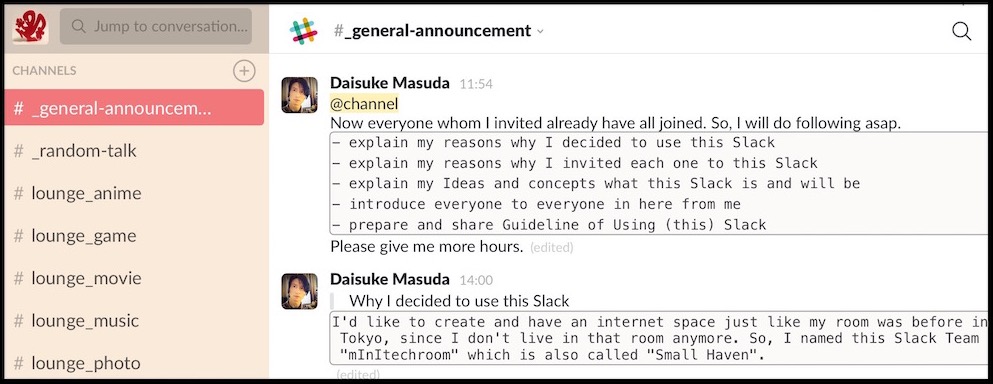 Jump to conversation...
CHANNELS
# _general-announcem...
# _random-talk
# lounge_anime
# lounge_game
# lounge_movie
# lounge_music
# lounge_photo
#_general-announcement
Daisuke Masuda 11:54
@channel
Now everyone whom I invited already have all joined. So, I will do following asap.
- explain my reasons why I decided to use this Slack
- explain my reasons why I invited each one to this Slack
- explain my Ideas and concepts what this Slack is and will be
- introduce everyone to everyone in here from me
- prepare and share Guideline of Using (this) Slack
Please give me more hours. (edited)
Daisuke Masuda 14:00
Why I decided to use this Slack
I'd like to create and have an internet space just like my room was before in
Tokyo, since I don't live in that room anymore. So, I named this Slack Team
"mInItechroom" which is also called "Small Haven".
(edited)